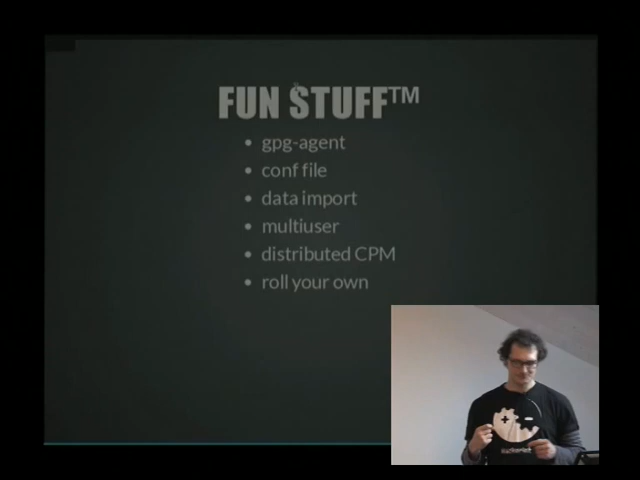 FUN STUFF™
• gpg-agent
• conf file
• data import
• multiuser
• distributed CPM
• roll your own